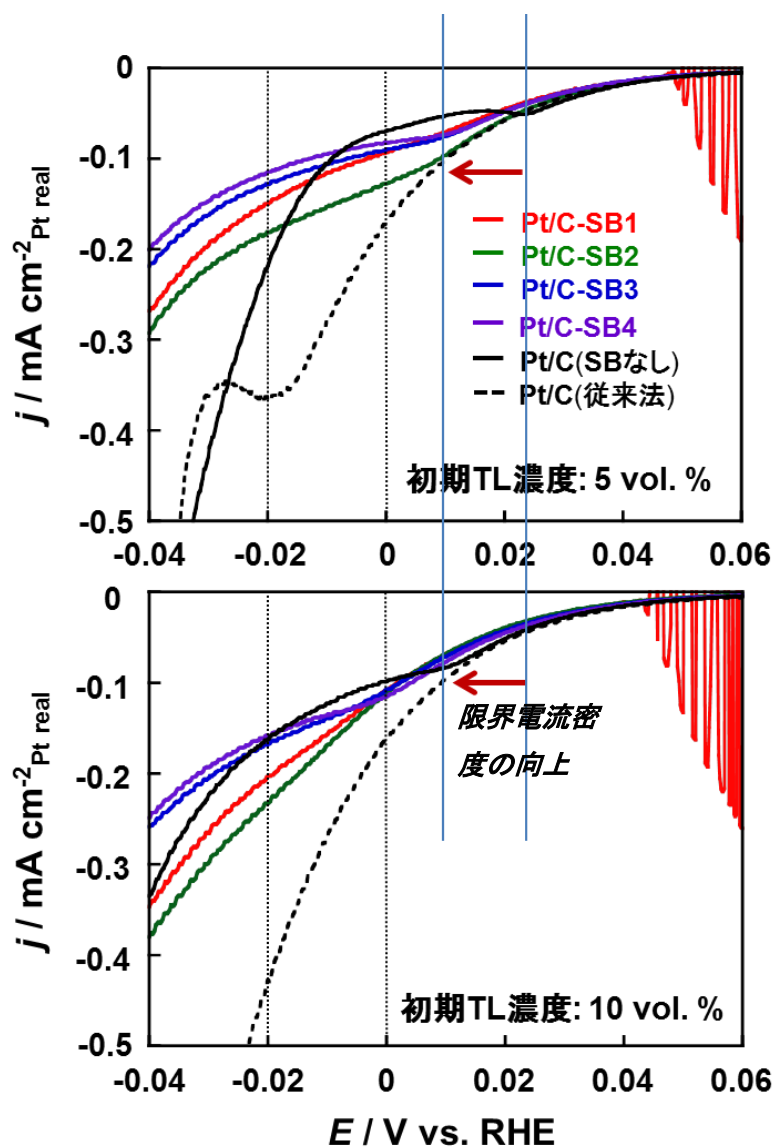 0
-0.1
-0.2
-0.3
-0.4
-0.5
j / mA cm-2Pt real
Pt/C-SB1
Pt/C-SB2
Pt/C-SB3
Pt/C-SB4
Pt/C(SBなし)
Pt/C(従来法)
初期TL濃度: 5 vol. %
-0.04 -0.02 0 0.02 0.04 0.06
0
-0.1
-0.2
-0.3
-0.4
-0.5
j / mA cm-2Pt real
限界電流密
度の向上
初期TL濃度: 10 vol. %
-0.04 -0.02 0 0.02 0.04 0.06
E / V vs. RHE